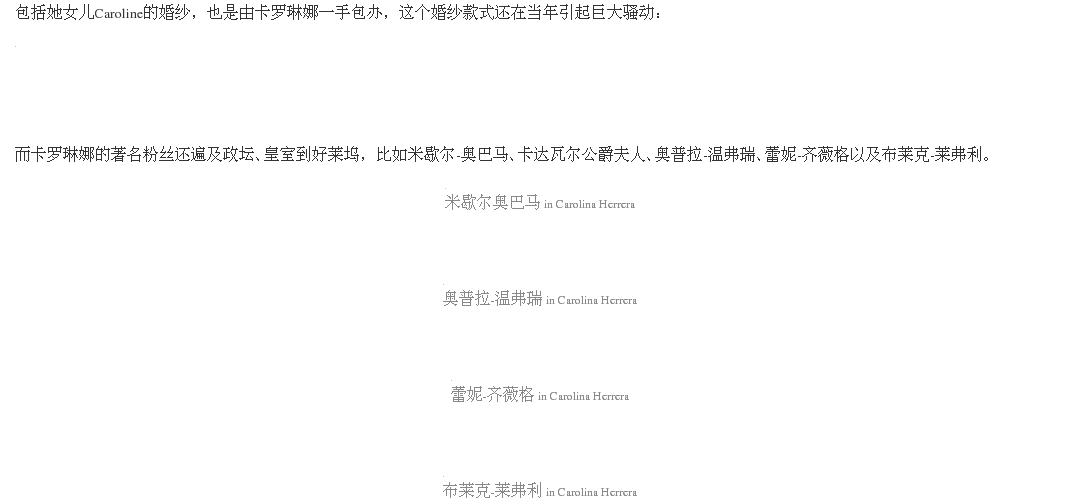 包括她女儿Caroline的婚纱，也是由卡罗琳娜一手包办，这个婚纱款式还在当年引起巨大骚动：
而卡罗琳娜的著名粉丝还遍及政坛、皇室到好莱坞，比如米歇尔-奥巴马、卡达瓦尔公爵夫人、奥普拉-温弗瑞、蕾妮-齐薇格以及布莱克-莱弗利。
米歇尔奥巴马 in Carolina Herrera
奥普拉-温弗瑞 in Carolina Herrera
蕾妮-齐薇格 in Carolina Herrera
布莱克-莱弗利 in Carolina Herrera